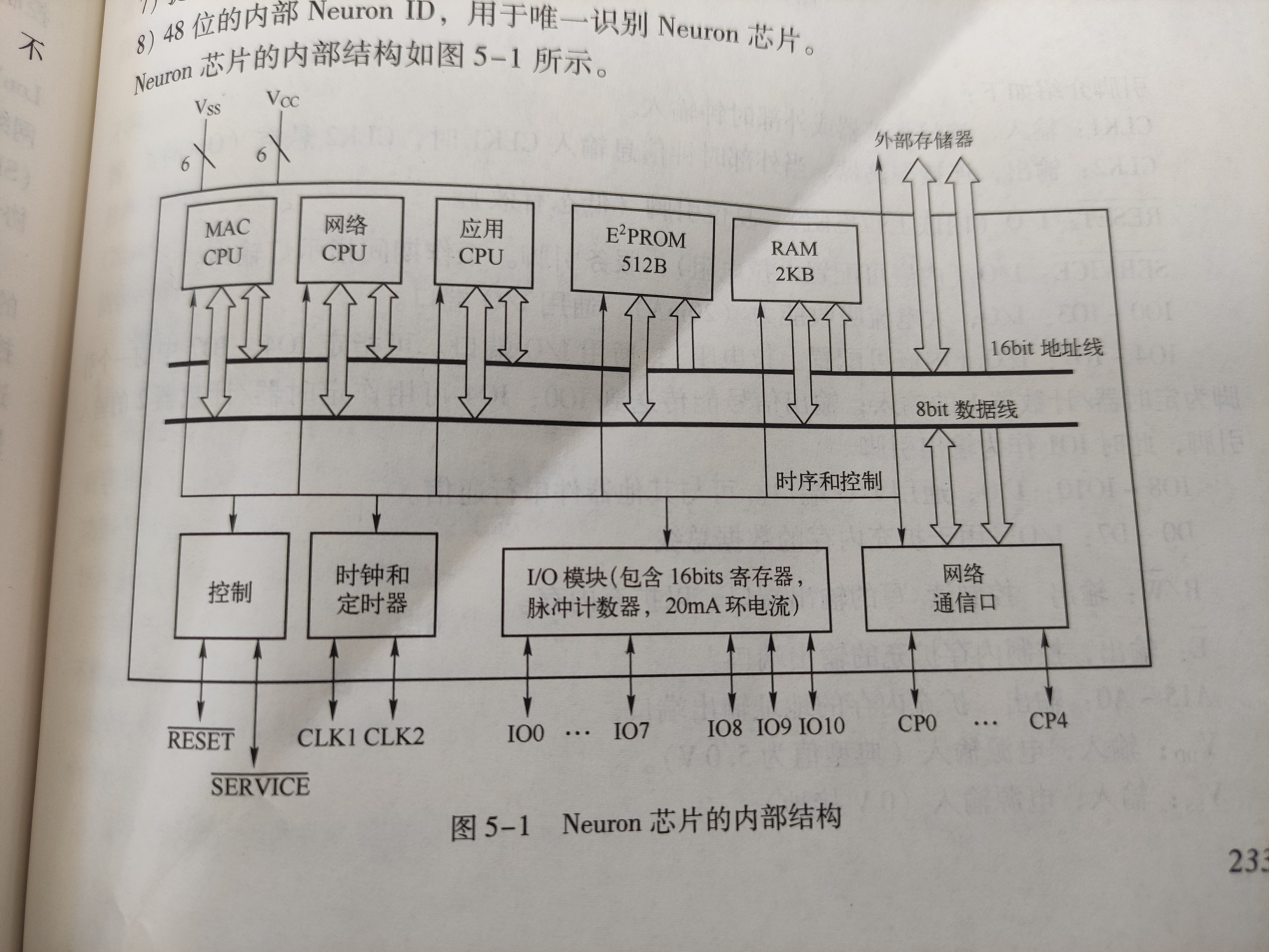 8) 48 位的内部 Neuron ID，用于唯一识别 Neuron 芯片。
Neuron 芯片的内部结构如图 5-1 所示。
VSS
VCC
6
6
外部存储器
MAC
CPU
网络
CPU
应用
CPU
E²PROM
512B
RAM
2KB
16bit 地址线
8bit 数据线
时序和控制
控制
时钟和
定时器
I/O 模块(包含 16bits 寄存器，
脉冲计数器，20mA 环电流)
网络
通信口
RESET
SERVICE
CLK1 CLK2
IO0 … IO7
IO8 IO9 IO10
CP0 … CP4
图 5-1 Neuron 芯片的内部结构
233
不